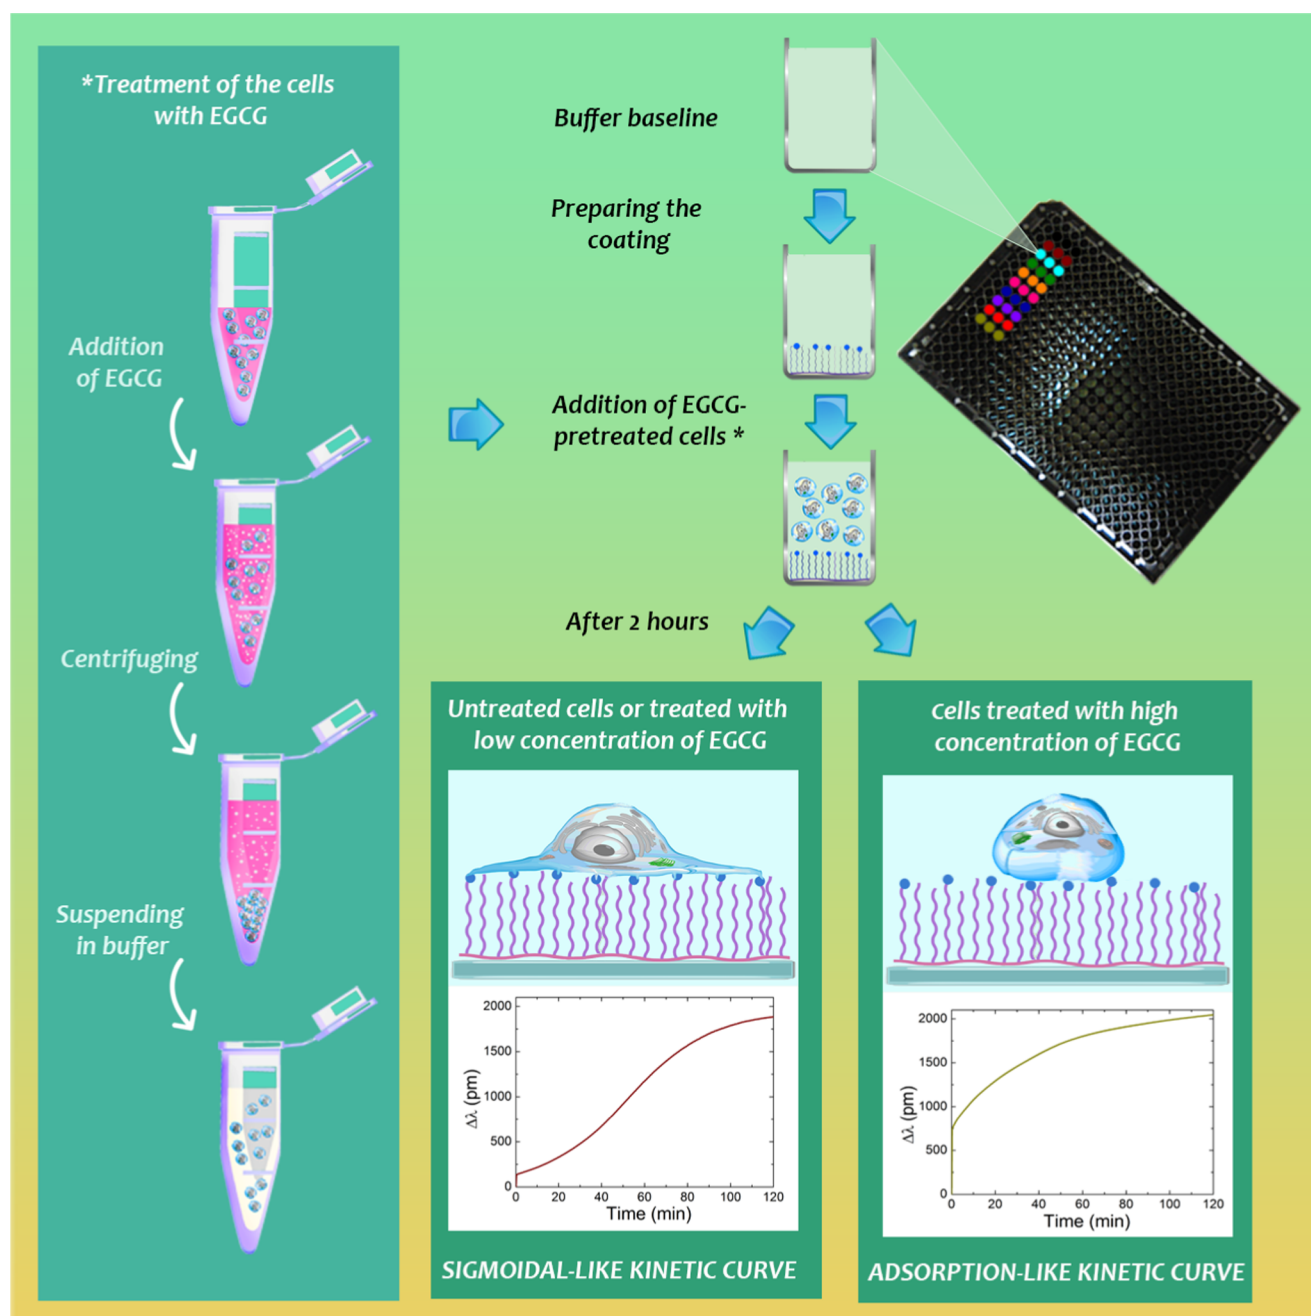 *Treatment of the cells
with EGCG
Addition
of EGCG
Centrifuging
Suspending
in buffer
Buffer baseline
Preparing the
coating
Addition of EGCG-
pretreated cells *
After 2 hours
Untreated cells or treated with
low concentration of EGCG
2000
1500
1000
500
0
Δλ (pm)
0 20 40 60 80 100 120
Time (min)
SIGMOIDAL-LIKE KINETIC CURVE
Cells treated with high
concentration of EGCG
2000
1500
1000
500
0
Δλ (pm)
0 20 40 60 80 100 120
Time (min)
ADSORPTION-LIKE KINETIC CURVE